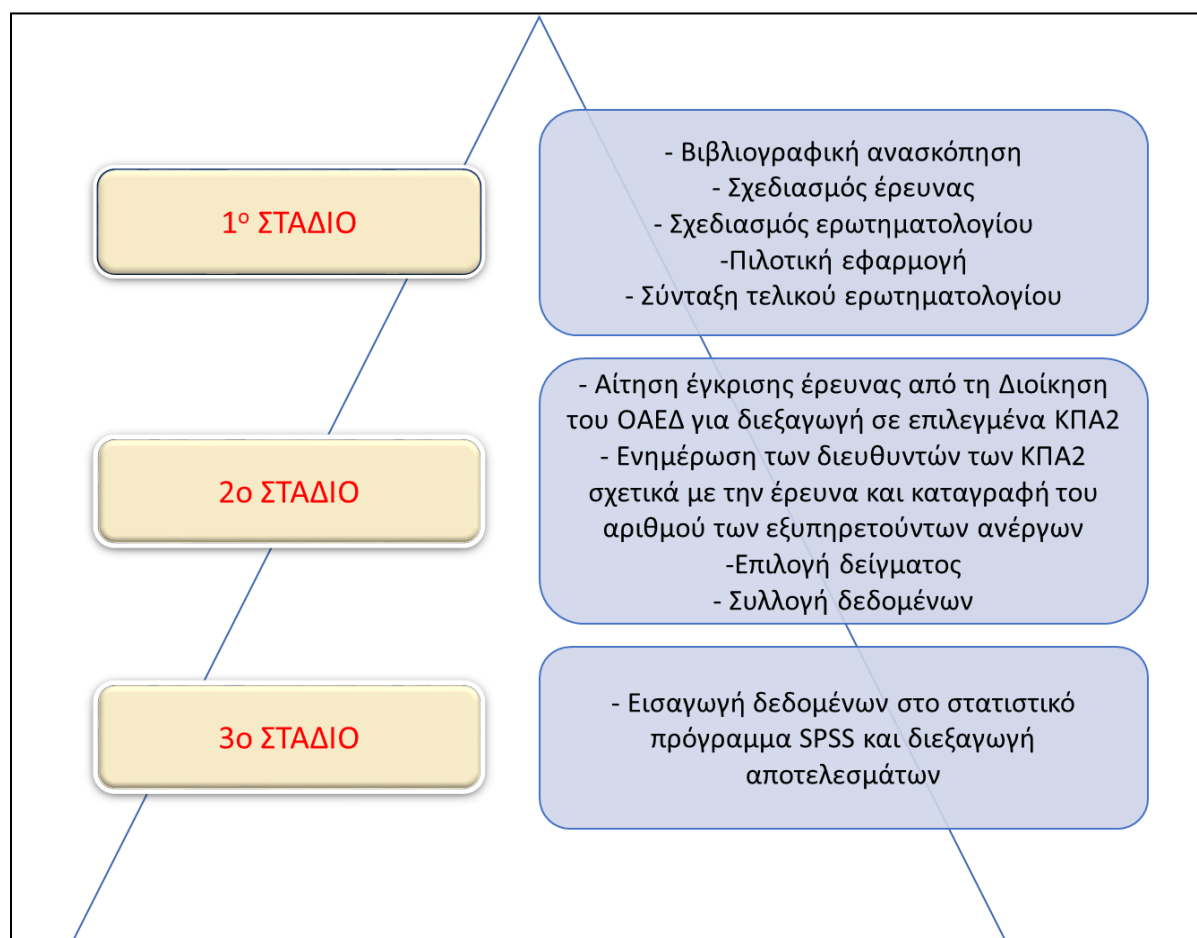 1ο ΣΤΑΔΙΟ
- Βιβλιογραφική ανασκόπηση
- Σχεδιασμός έρευνας
- Σχεδιασμός ερωτηματολογίου
-Πιλοτική εφαρμογή
- Σύνταξη τελικού ερωτηματολογίου
2ο ΣΤΑΔΙΟ
- Αίτηση έγκρισης έρευνας από τη Διοίκηση
του ΟΑΕΔ για διεξαγωγή σε επιλεγμένα ΚΠΑ2
- Ενημέρωση των διευθυντών των ΚΠΑ2
σχετικά με την έρευνα και καταγραφή του
αριθμού των εξυπηρετούντων ανέργων
-Επιλογή δείγματος
- Συλλογή δεδομένων
3ο ΣΤΑΔΙΟ
- Εισαγωγή δεδομένων στο στατιστικό
πρόγραμμα SPSS και διεξαγωγή
αποτελεσμάτων